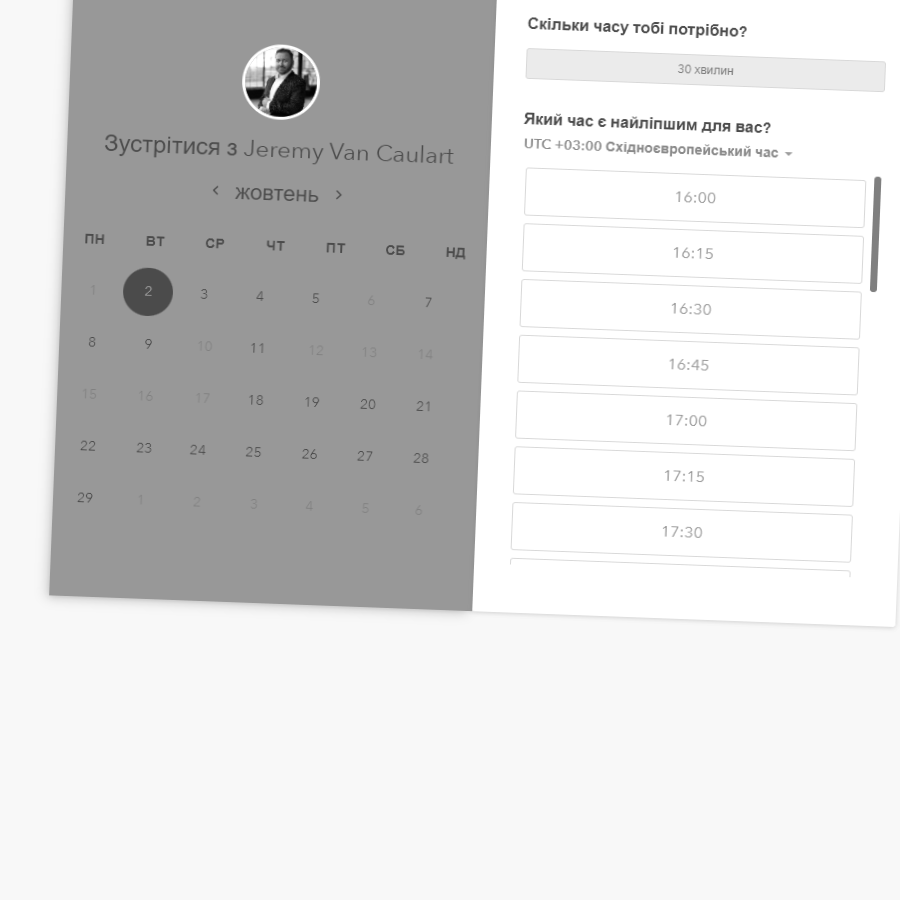 Зустрітися з Jeremy Van Caulart
жовтень
ПН ВТ СР ЧТ ПТ СБ НД
1 2 3 4 5 6 7
8 9 10 11 12 13 14
15 16 17 18 19 20 21
22 23 24 25 26 27 28
29 1 2 3 4 5 6
Скільки часу тобі потрібно?
30 хвилин
Який час є найліпшим для вас?
UTC +03:00 Східноєвропейський час
16:00
16:15
16:30
16:45
17:00
17:15
17:30